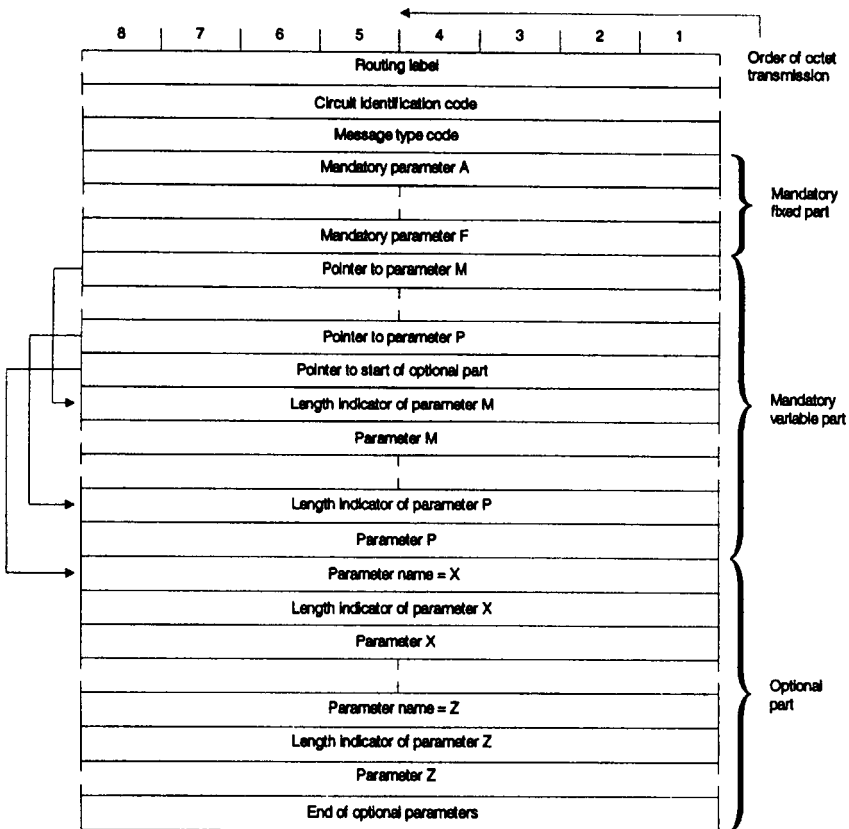 8 7 6 5 4 3 2 1
Order of octet
transmission
Routing label
Circuit identification code
Message type code
Mandatory parameter A
Mandatory
fixed part
Mandatory parameter F
Pointer to parameter M
Pointer to parameter P
Pointer to start of optional part
Length indicator of parameter M
Mandatory
variable part
Parameter M
Length indicator of parameter P
Parameter P
Parameter name = X
Length indicator of parameter X
Parameter X
Optional
part
Parameter name = Z
Length indicator of parameter Z
Parameter Z
End of optional parameters